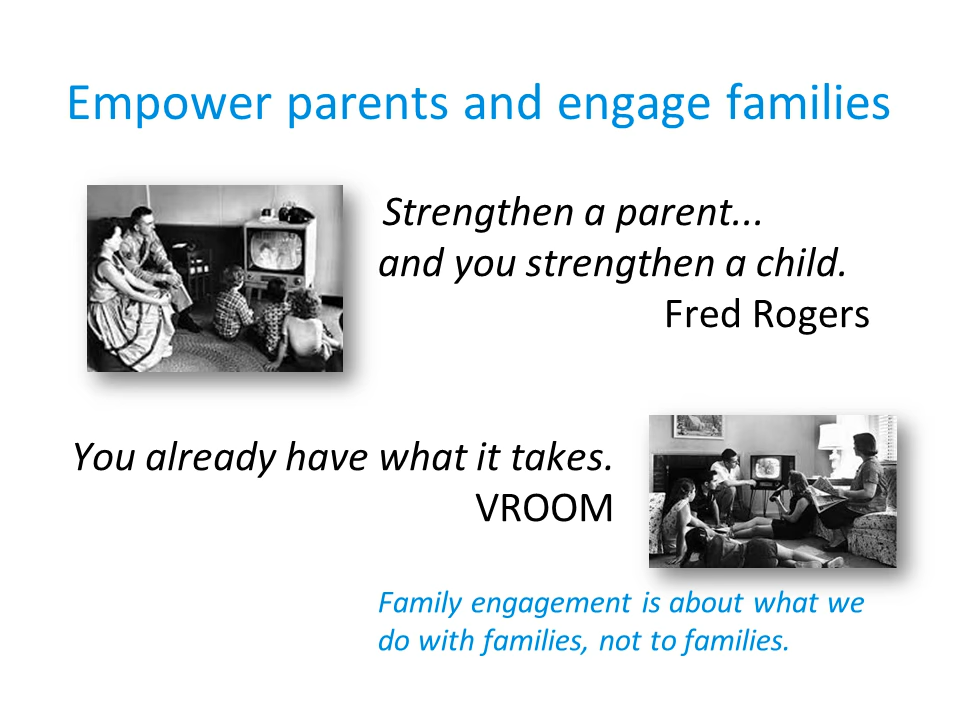 Empower parents and engage families
Strengthen a parent...
and you strengthen a child.
Fred Rogers
You already have what it takes.
VROOM
Family engagement is about what we
do with families, not to families.